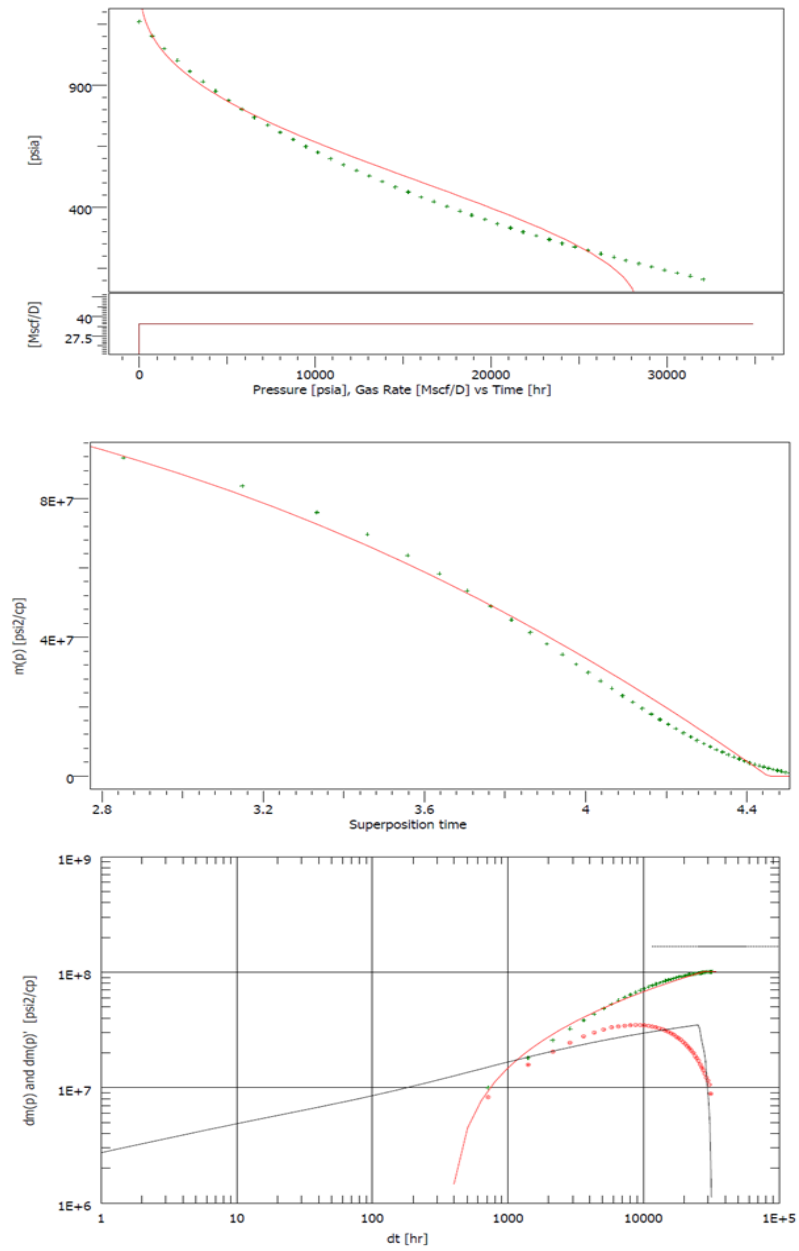 900
[psia]
400
40
[Mscf/D]
27.5
0 10000 20000 30000
Pressure [psia], Gas Rate [Mscf/D] vs Time [hr]
8E+7
m(p) [psi2/cp]
4E+7
0
2.8 3.2 3.6 4 4.4
Superposition time
1E+9
1E+8
dm(p) and dm(p)' [psi2/cp]
1E+7
1E+6
1 10 100 1000 10000 1E+5
dt [hr]